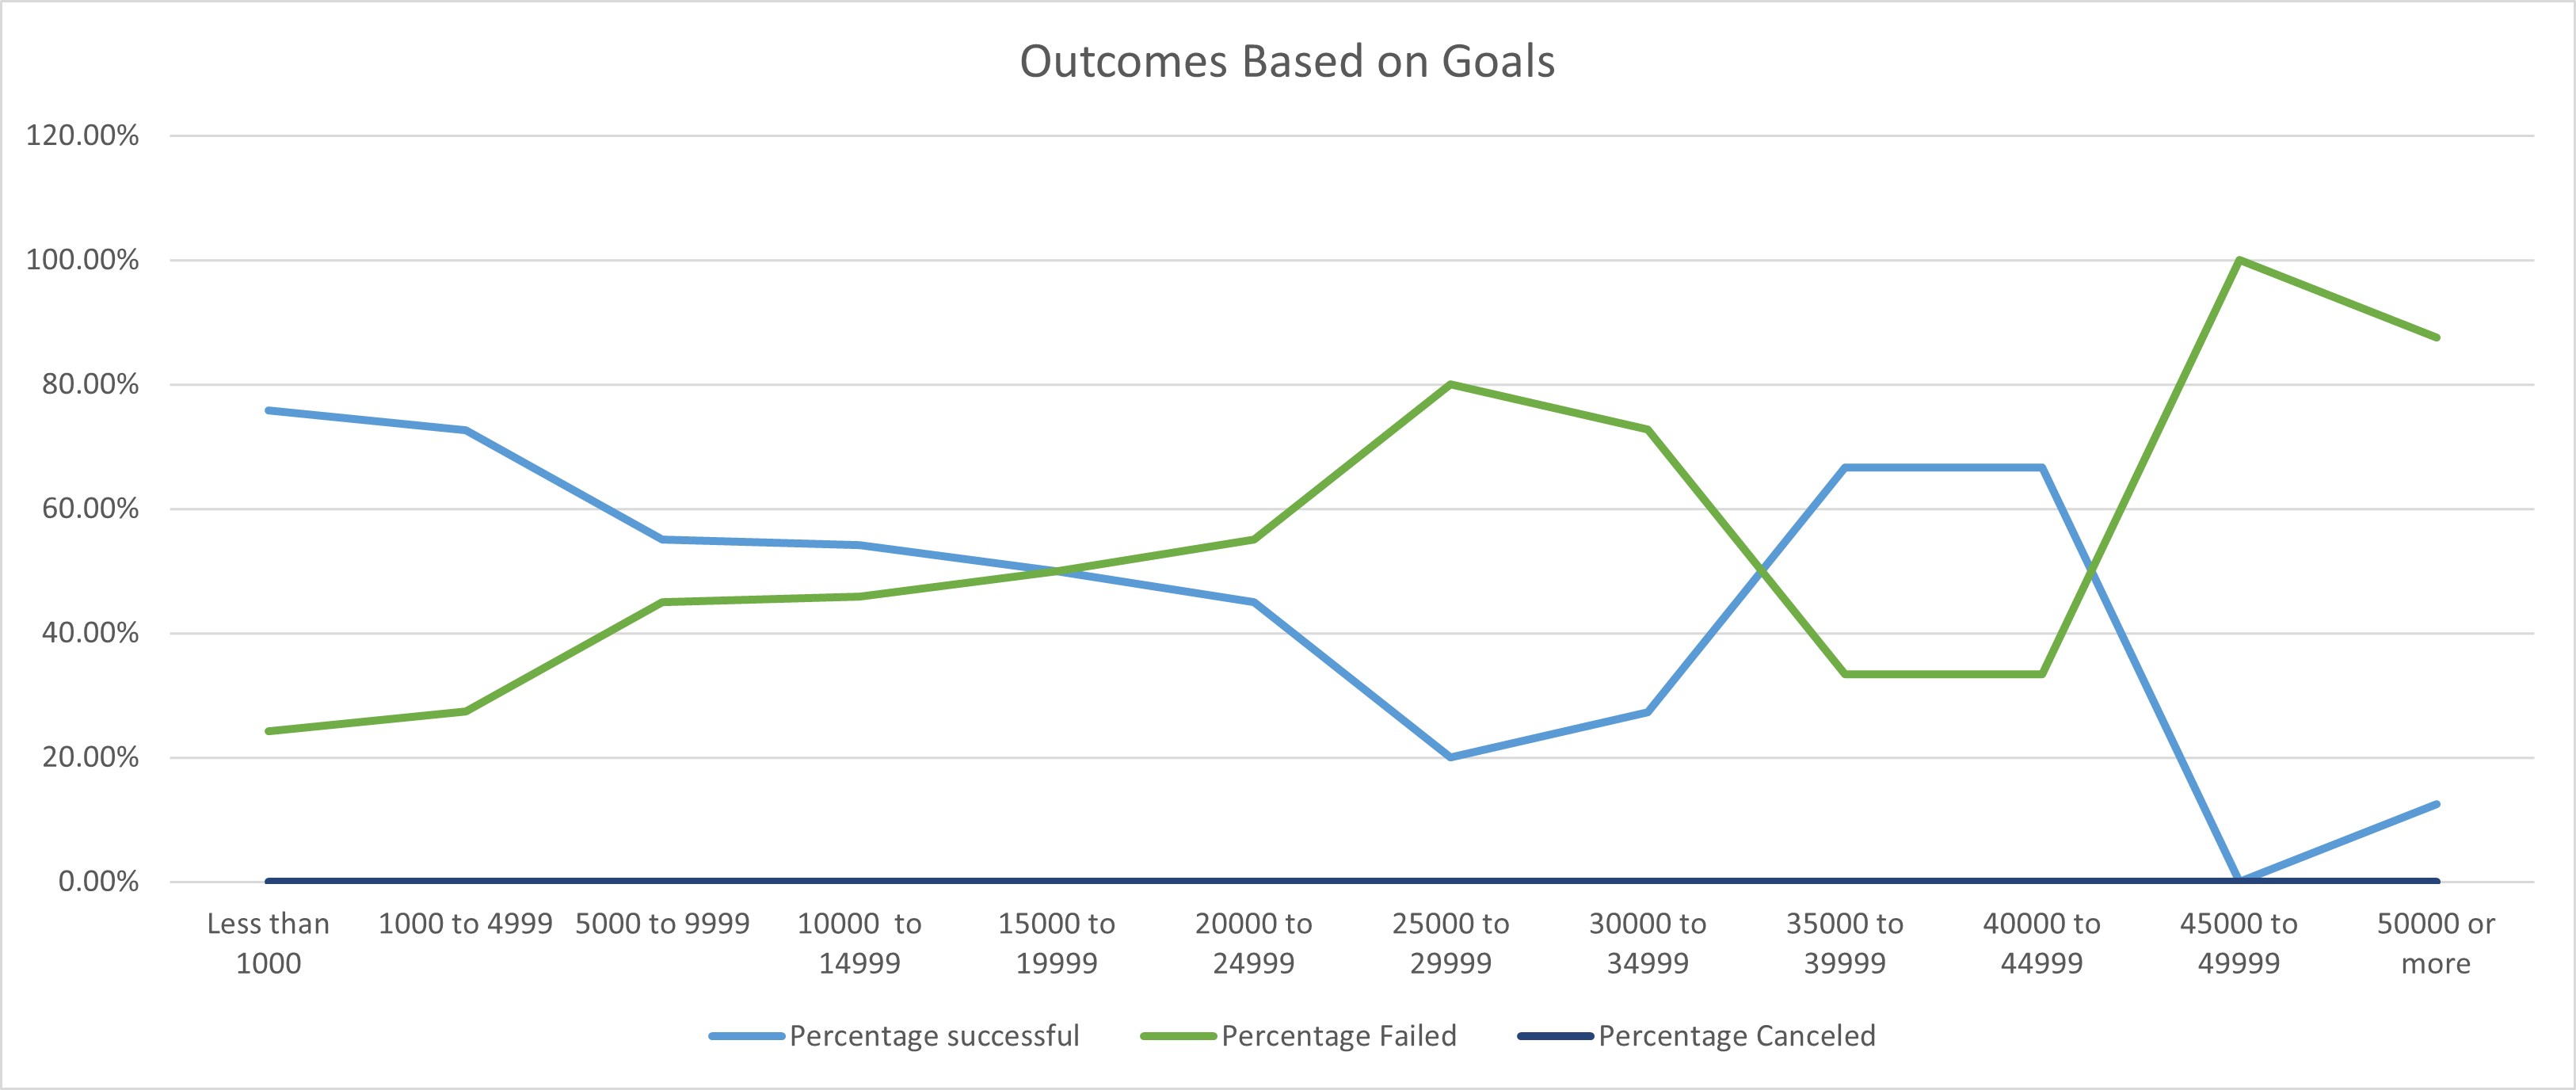 Outcomes Based on Goals
120.00%
100.00%
80.00%
60.00%
40.00%
20.00%
0.00%
Less than 1000
1000 to 4999
5000 to 9999
10000  to 14999
15000 to 19999
20000 to 24999
25000 to 29999
30000 to 34999
35000 to 39999
40000 to 44999
45000 to 49999
50000 or more
Percentage successful
Percentage Failed
Percentage Canceled